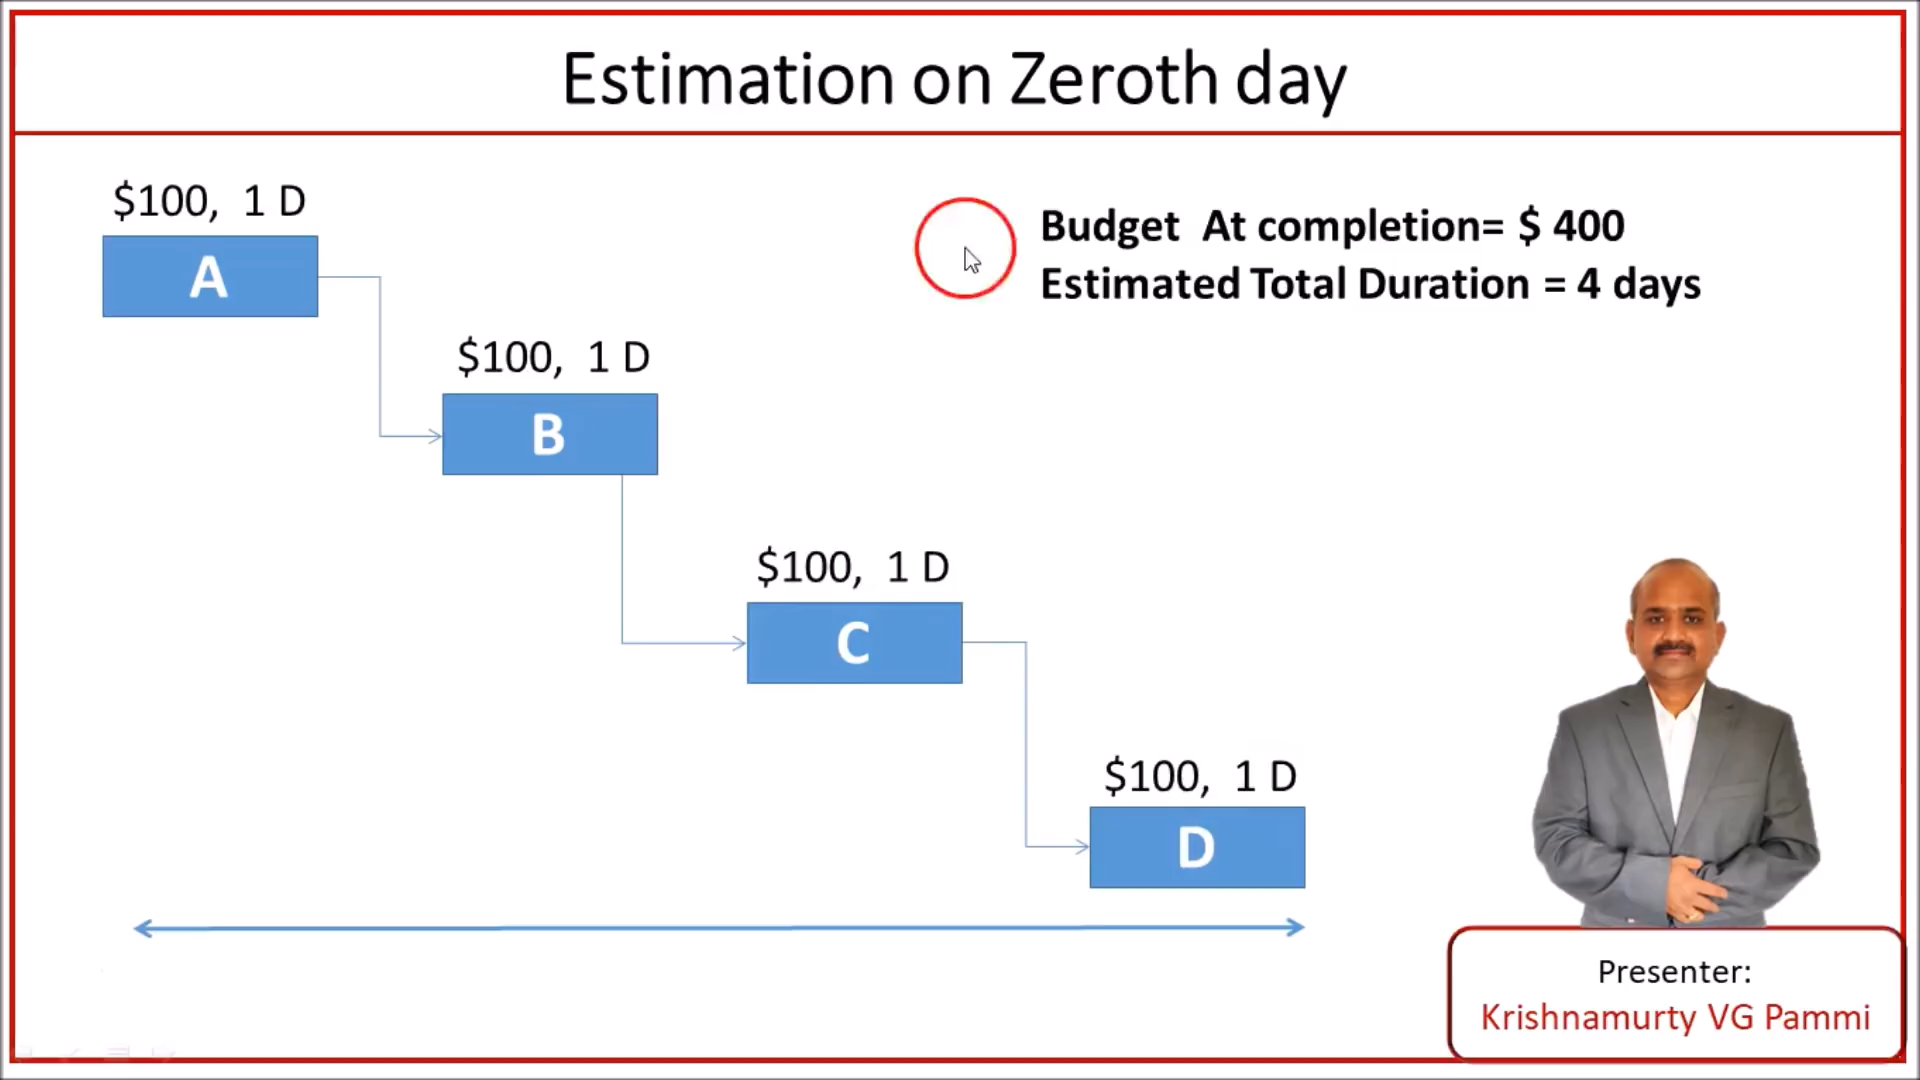 Estimation on Zeroth day
$100, 1 D
A
Budget At completion= $ 400
Estimated Total Duration = 4 days
$100, 1 D
B
$100, 1 D
C
$100, 1 D
D
Presenter:
Krishnamurty VG Pammi